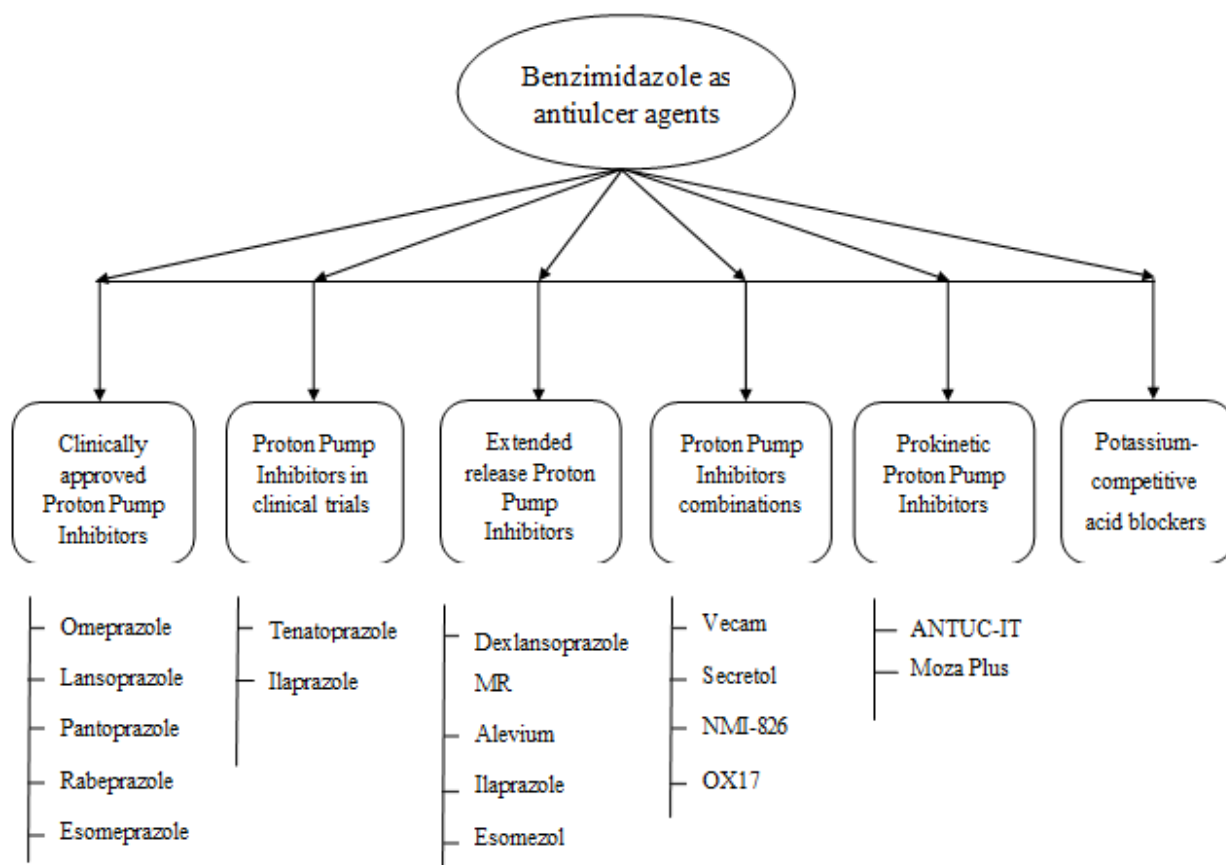 Benzimidazole as
antiulcer agents
Clinically
approved
Proton Pump
Inhibitors
Proton Pump
Inhibitors in
clinical trials
Extended
release Proton
Pump
Inhibitors
Proton Pump
Inhibitors
combinations
Prokinetic
Proton Pump
Inhibitors
Potassium-
competitive
acid blockers
Omeprazole
Lansoprazole
Pantoprazole
Rabeprazole
Esomeprazole
Tenatoprazole
Ilaprazole
Dexlansoprazole
MR
Alevium
Ilaprazole
Esomezol
Vecam
Secretol
NMI-826
OX17
ANTUC-IT
Moza Plus